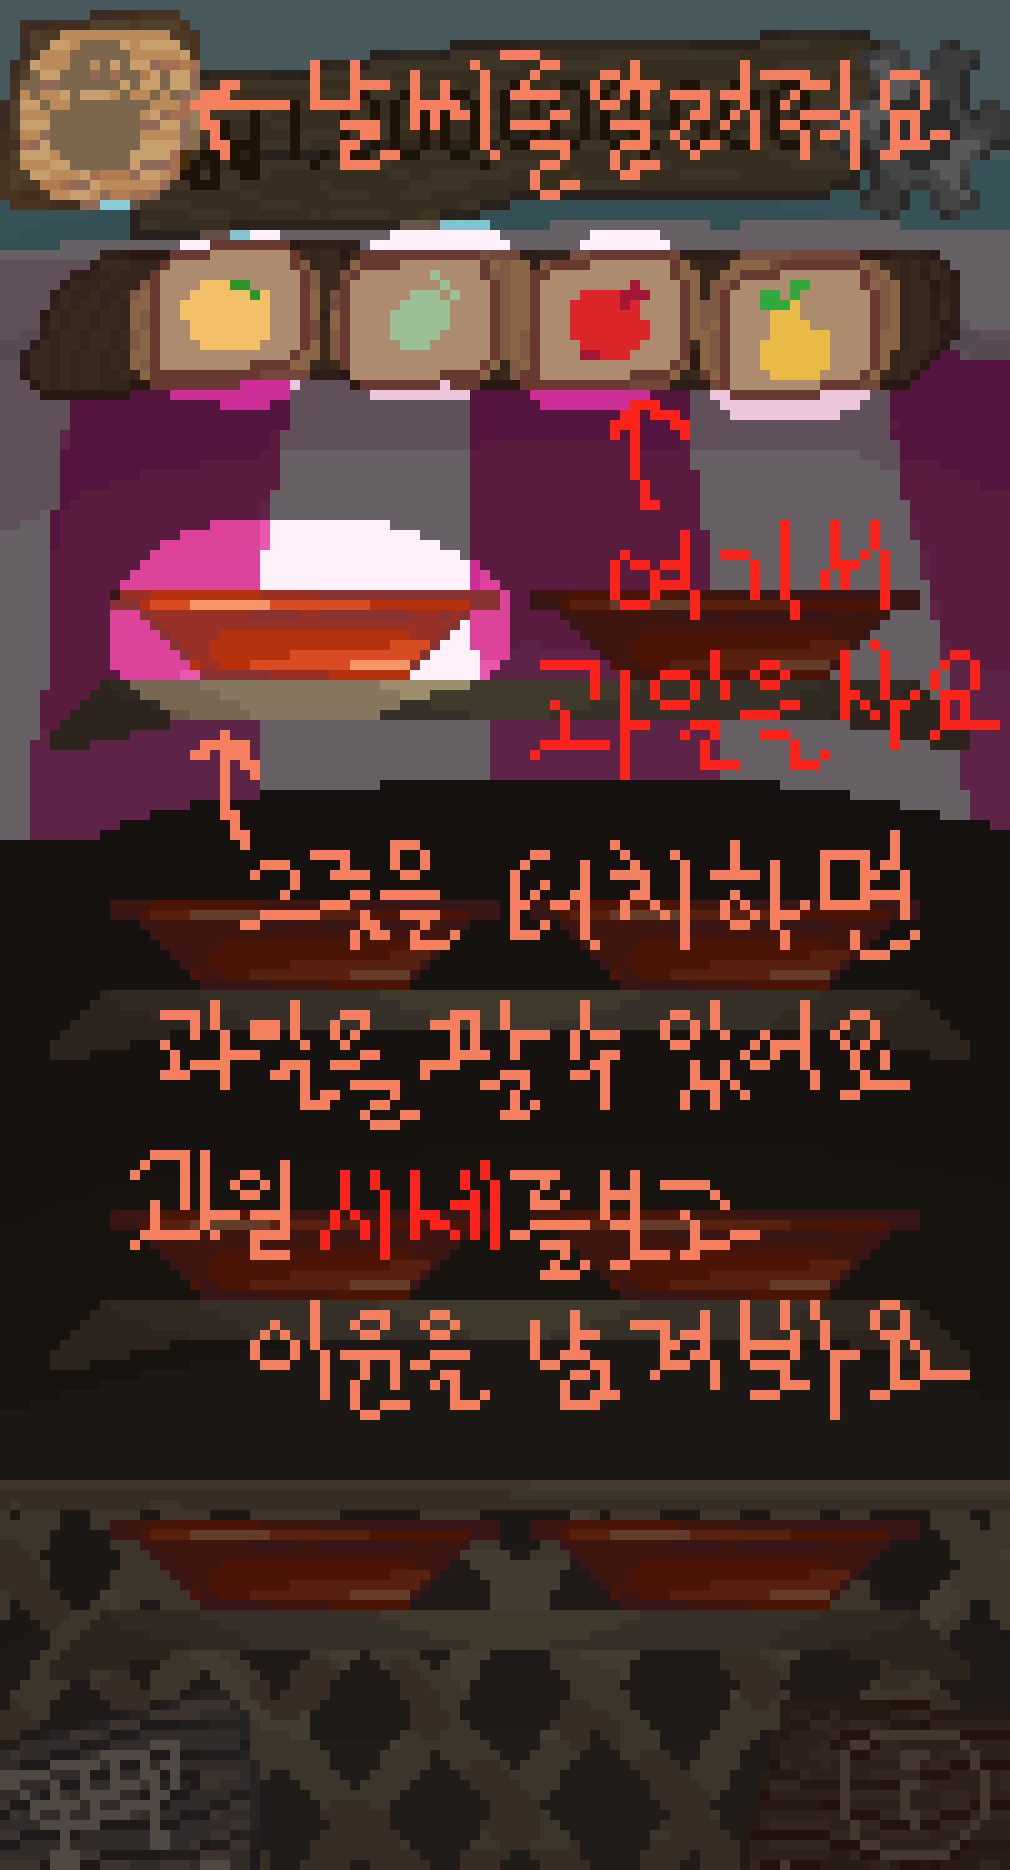 날씨를 알려줘요
여기서
과일을 사요
그릇을 터치하면
과일을 팔 수 있어요
과일 시세를 보고
이윤을 남겨봐요